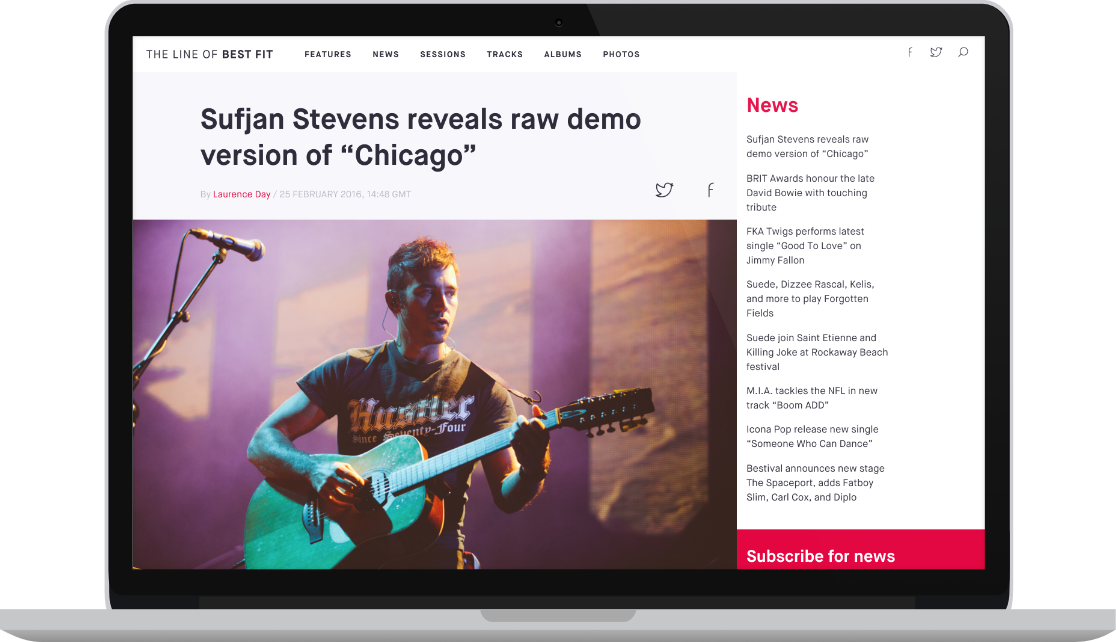 THE LINE OF BEST FIT
FEATURES NEWS SESSIONS TRACKS ALBUMS PHOTOS
Sufjan Stevens reveals raw demo
version of “Chicago”
By Laurence Day / 25 FEBRUARY 2016, 14:48 GMT
Hustler
since Seventy-Four
News
Sufjan Stevens reveals raw
demo version of “Chicago”
BRIT Awards honour the late
David Bowie with touching
tribute
FKA Twigs performs latest
single “Good To Love” on
Jimmy Fallon
Suede, Dizzee Rascal, Kelis,
and more to play Forgotten
Fields
Suede join Saint Etienne and
Killing Joke at Rockaway Beach
festival
M.I.A. tackles the NFL in new
track “Boom ADD”
Icona Pop release new single
“Someone Who Can Dance”
Bestival announces new stage
The Spaceport, adds Fatboy
Slim, Carl Cox, and Diplo
Subscribe for news